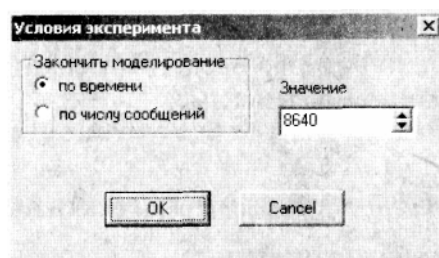 Условия эксперимента
Закончить моделирование
по времени
по числу сообщений
Значение
8640
OK
Cancel